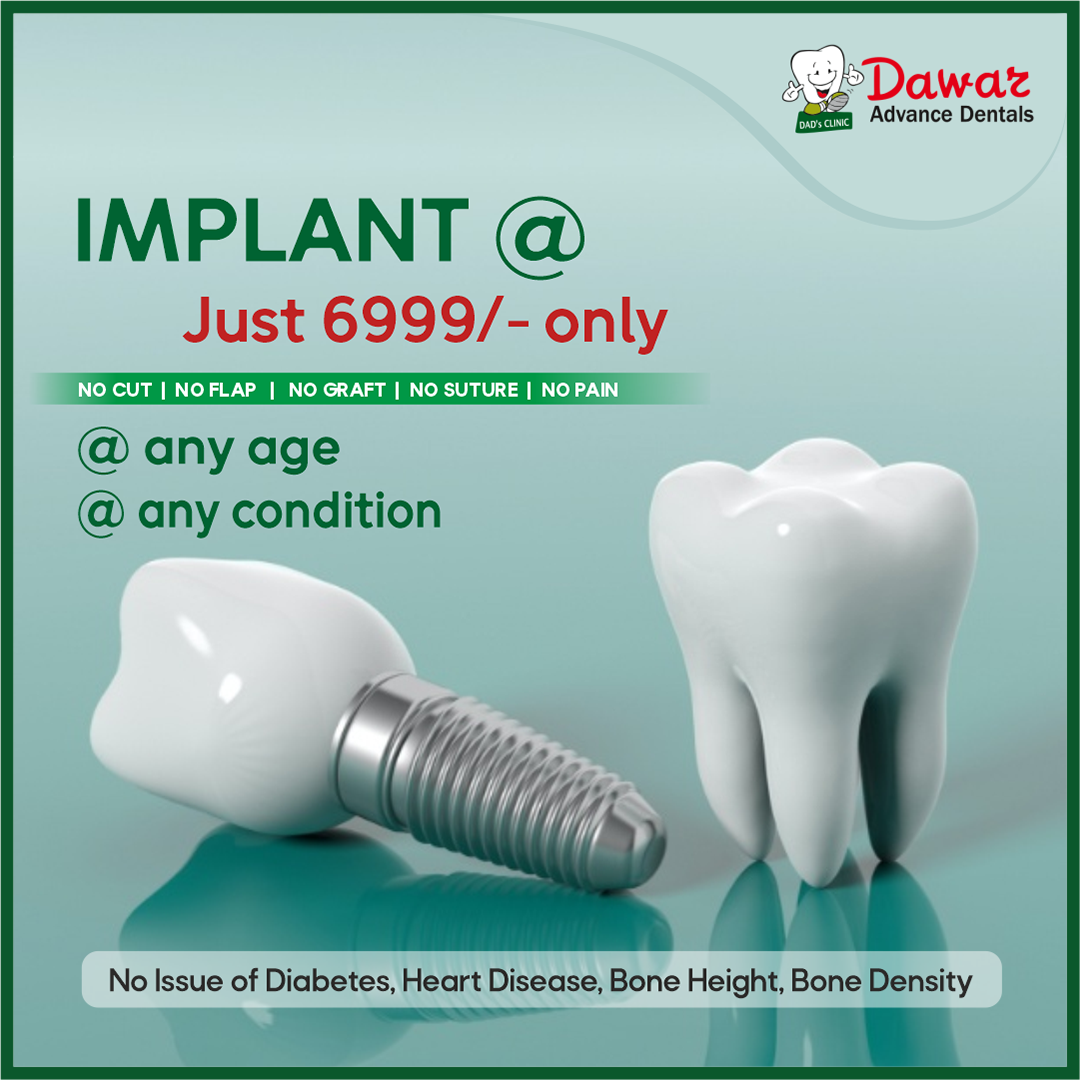 Dawar
Advance Dentals
DAD's CLINIC
IMPLANT @
Just 6999/- only
NO CUT | NO FLAP | NO GRAFT | NO SUTURE | NO PAIN
@ any age
@ any condition
No Issue of Diabetes, Heart Disease, Bone Height, Bone Density